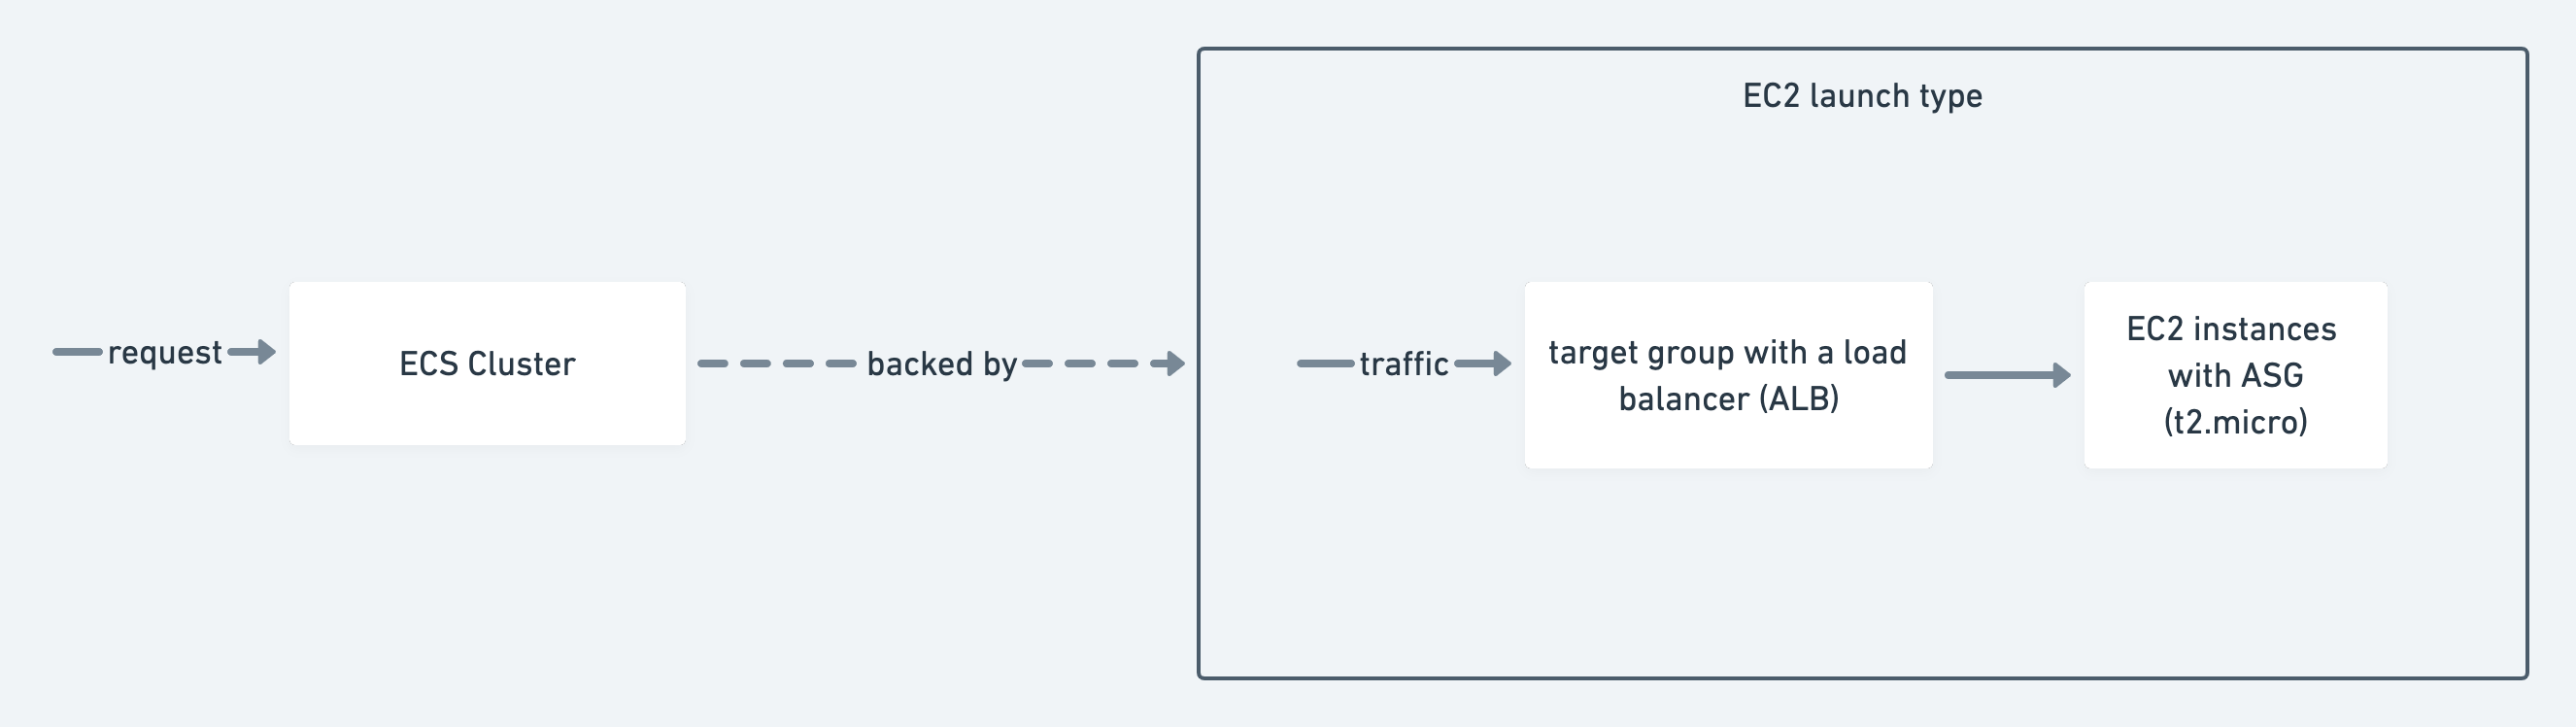 EC2 launch type
request
ECS Cluster
backed by
traffic
target group with a load
balancer (ALB)
EC2 instances
with ASG
(t2.micro)